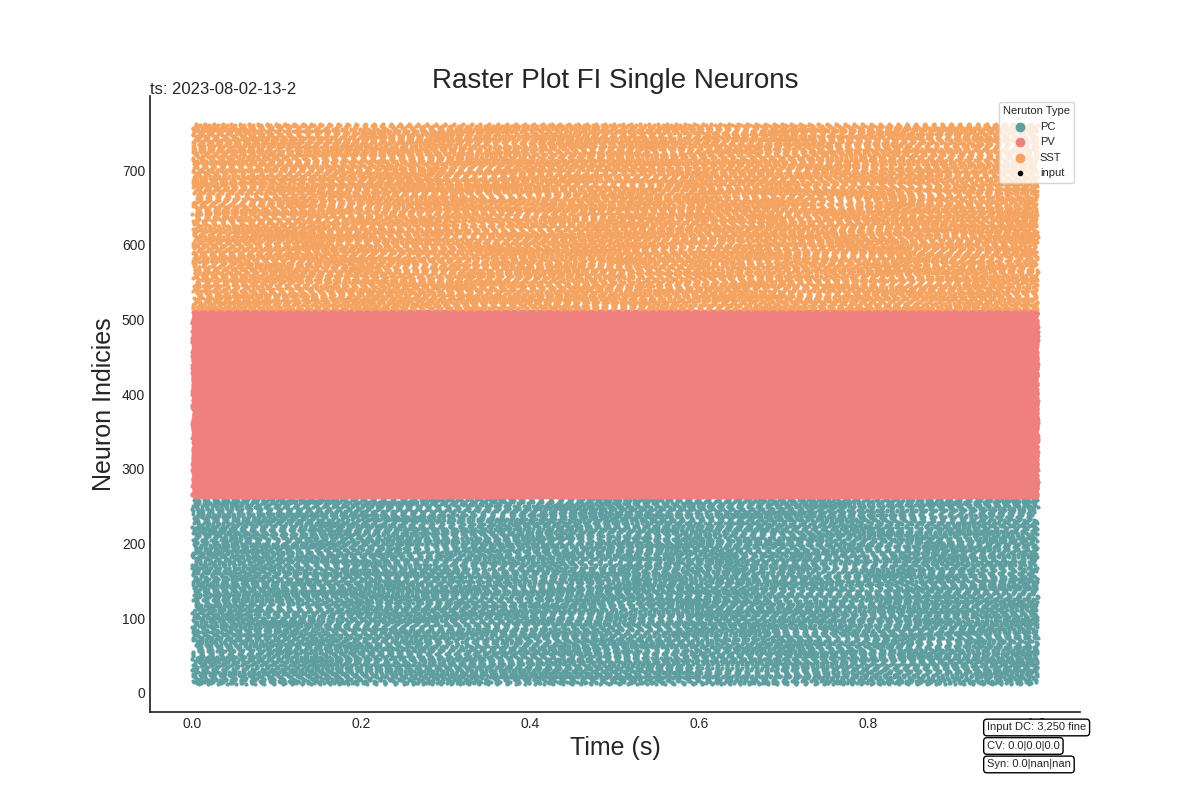 Raster Plot FI Single Neurons
ts: 2023-08-02-13-2
Neruton Type
PC
PV
SST
input
Neuron Indicies
700
600
500
400
300
200
100
0
0.0 0.2 0.4 0.6 0.8
Time (s)
Input DC: 3,250 fine
CV: 0.0|0.0|0.0
Syn: 0.0|nan|nan